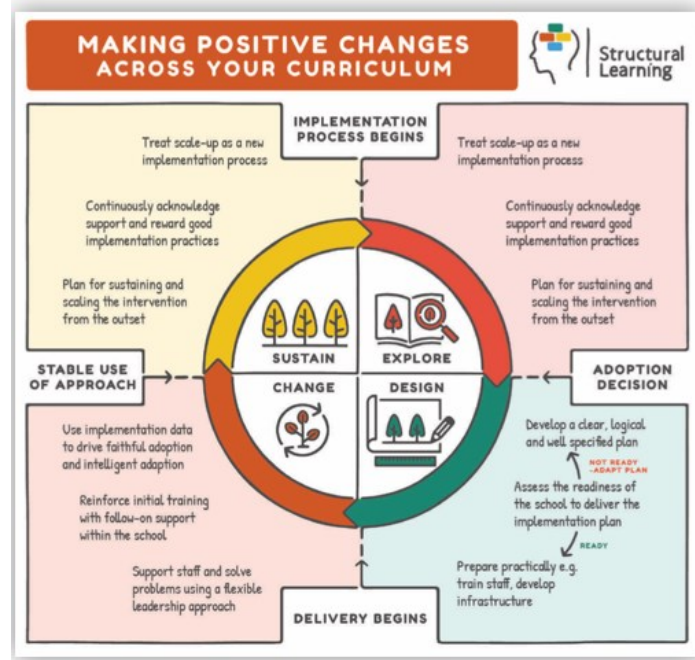 MAKING POSITIVE CHANGES
ACROSS YOUR CURRICULUM
Structural
Learning
IMPLEMENTATION
PROCESS BEGINS
Treat scale-up as a new
implementation process
Continuously acknowledge
support and reward good
implementation practices
Plan for sustaining and
scaling the intervention
from the outset
Treat scale-up as a new
implementation process
Continuously acknowledge
support and reward good
implementation practices
Plan for sustaining and
scaling the intervention
from the outset
SUSTAIN
EXPLORE
STABLE USE
OF APPROACH
ADOPTION
DECISION
CHANGE
DESIGN
Use implementation data
to drive faithful adoption
and intelligent adoption
Reinforce initial training
with follow-on support
within the school
Support staff and solve
problems using a flexible
leadership approach
Develop a clear, logical
and well specified plan
NOT READY
-ADAPT PLAN
Assess the readiness of
the school to deliver the
implementation plan
READY
Prepare practically e.g.
train staff, develop
infrastructure
DELIVERY BEGINS